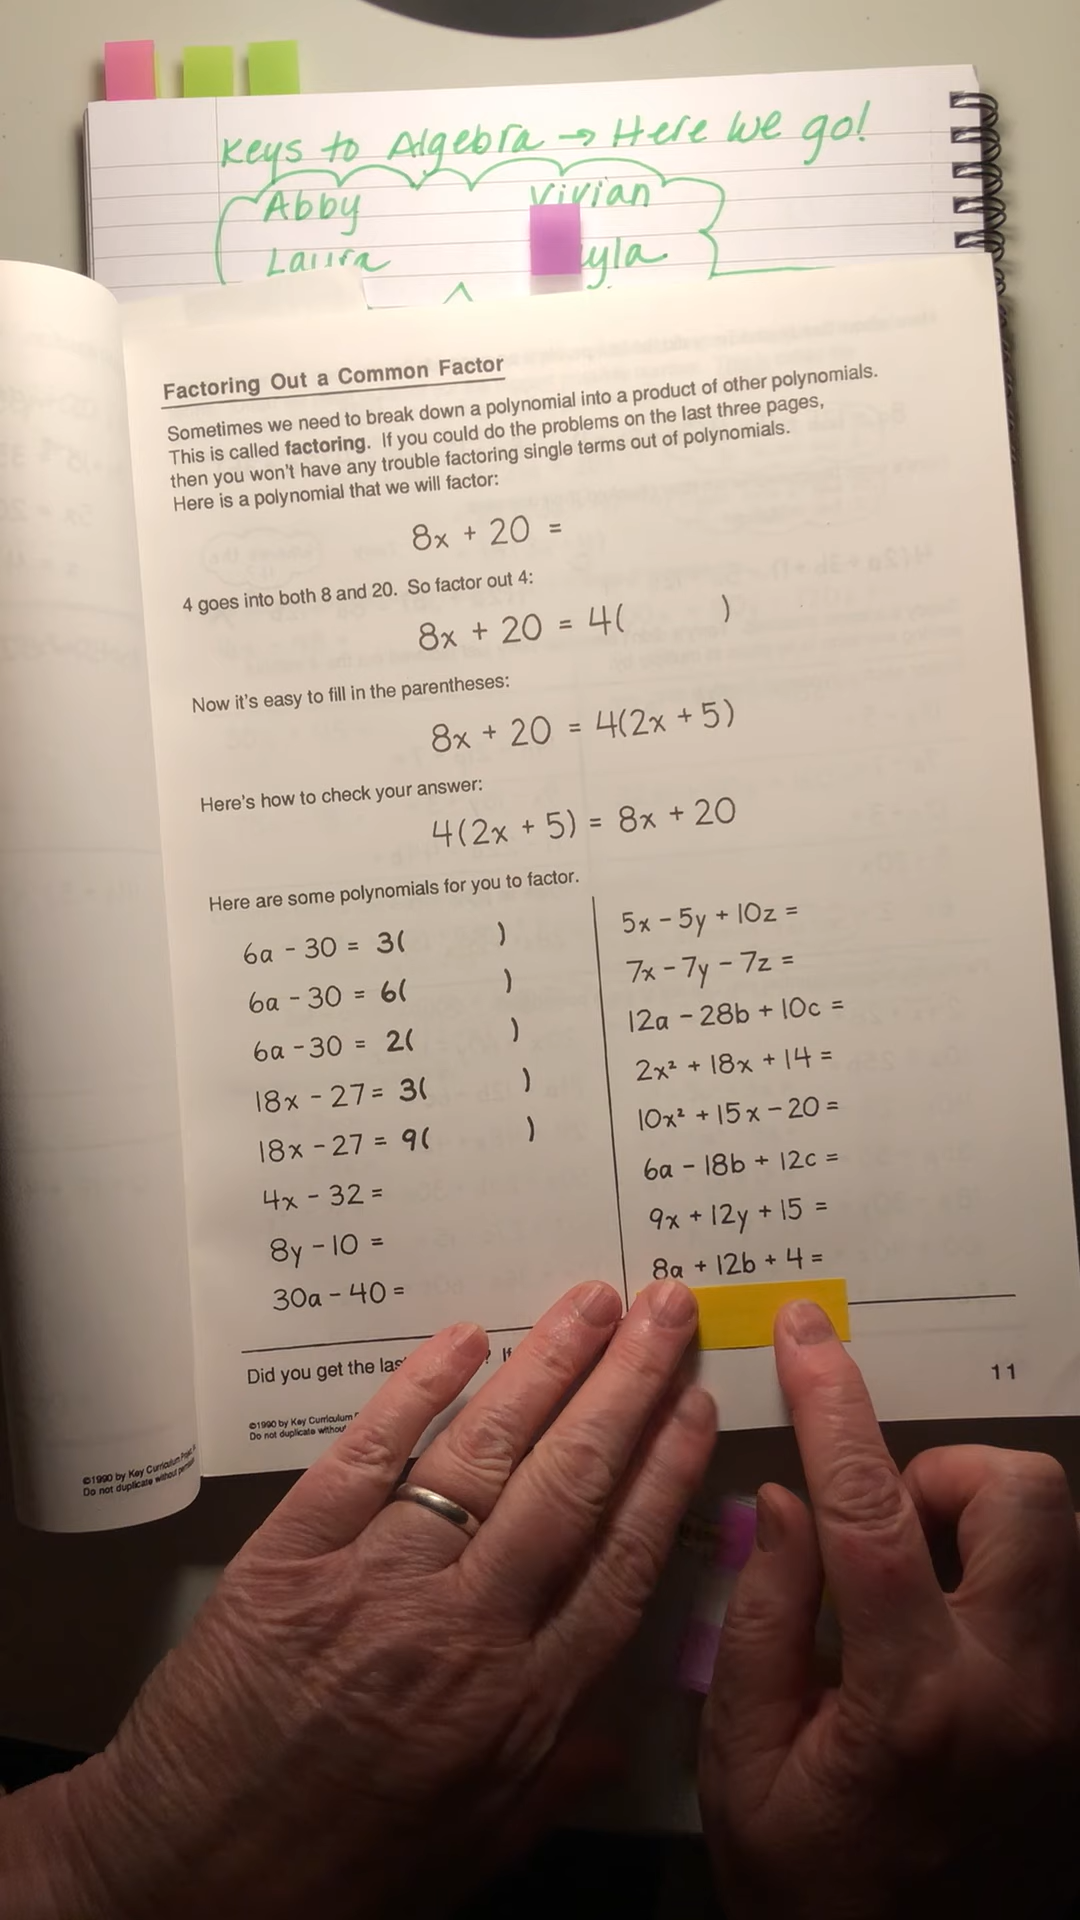 Keys to Algebra → Here we go!
Abby Vivian
Laura yla
Factoring Out a Common Factor
Sometimes we need to break down a polynomial into a product of other polynomials.
This is called factoring. If you could do the problems on the last three pages,
then you won't have any trouble factoring single terms out of polynomials.
Here is a polynomial that we will factor:
8x + 20 =
4 goes into both 8 and 20. So factor out 4:
8x + 20 = 4( )
Now it's easy to fill in the parentheses:
8x + 20 = 4(2x + 5)
Here's how to check your answer:
4(2x + 5) = 8x + 20
Here are some polynomials for you to factor.
6a - 30 = 3( )
6a - 30 = 6( )
6a - 30 = 2( )
18x - 27 = 3( )
18x - 27 = 9( )
4x - 32 =
8y - 10 =
30a - 40 =
5x - 5y + 10z =
7x - 7y - 7z =
12a - 28b + 10c =
2x² + 18x + 14 =
10x² + 15x - 20 =
6a - 18b + 12c =
9x + 12y + 15 =
8a + 12b + 4 =
Did you get the las ? If
11
©1990 by Key Curriculum
Do not duplicate withou
©1990 by Key Curriculum Project
Do not duplicate without permis